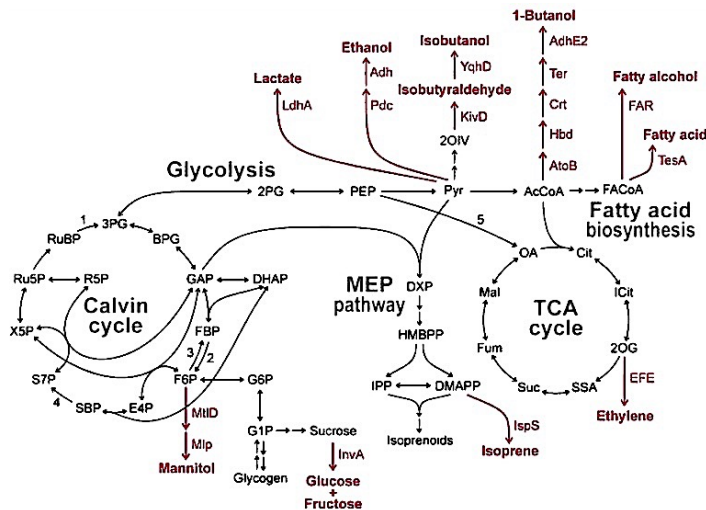 1-Butanol
AdhE2
Ter
Crt
Hbd
AtoB
Isobutanol
YqhD
Isobutyraldehyde
KivD
2OIV
Ethanol
Adh
Pdc
Lactate
LdhA
Fatty alcohol
FAR
Fatty acid
TesA
Glycolysis
2PG
PEP
Pyr
AcCoA
FACoA
Fatty acid
biosynthesis
1
3PG
RuBP
BPG
Ru5P
R5P
GAP
DHAP
Calvin
cycle
X5P
FBP
3
2
S7P
F6P
G6P
4
SBP
E4P
MtlD
Mlp
Mannitol
G1P
Sucrose
Glycogen
InvA
Glucose
+
Fructose
MEP
pathway
DXP
HMBPP
IPP
DMAPP
Isoprenoids
IspS
Isoprene
5
OA
Cit
Mal
ICit
TCA
cycle
Fum
2OG
Suc
SSA
EFE
Ethylene